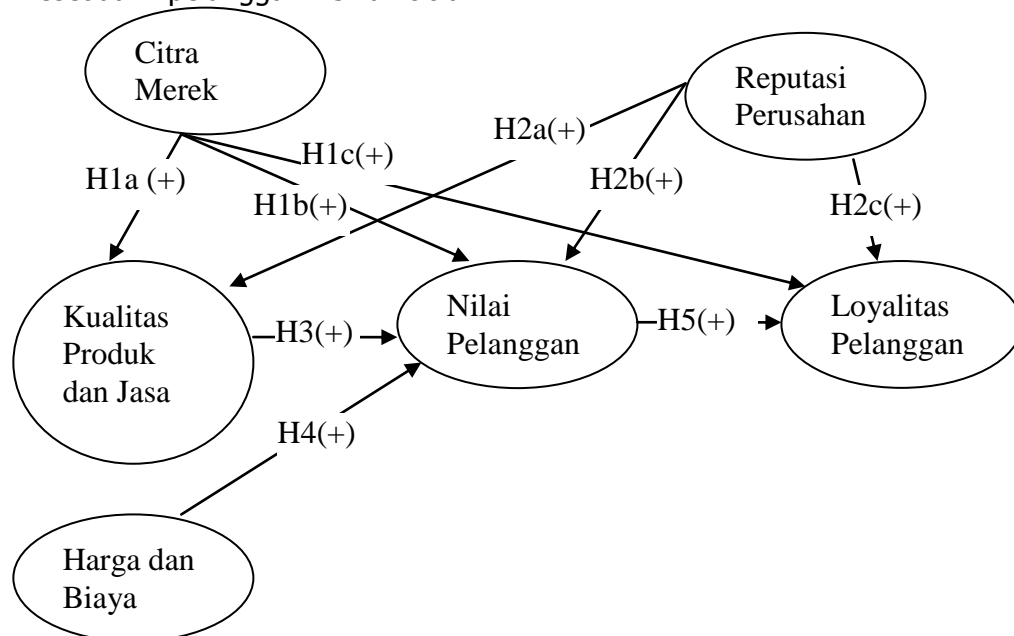 Citra
Merek
Reputasi
Perusahan
H2a(+)
H1c(+)
H1a (+)
H2b(+)
H1b(+)
H2c(+)
Kualitas
Produk
dan Jasa
Nilai
Pelanggan
Loyalitas
Pelanggan
H3(+)
H5(+)
H4(+)
Harga dan
Biaya